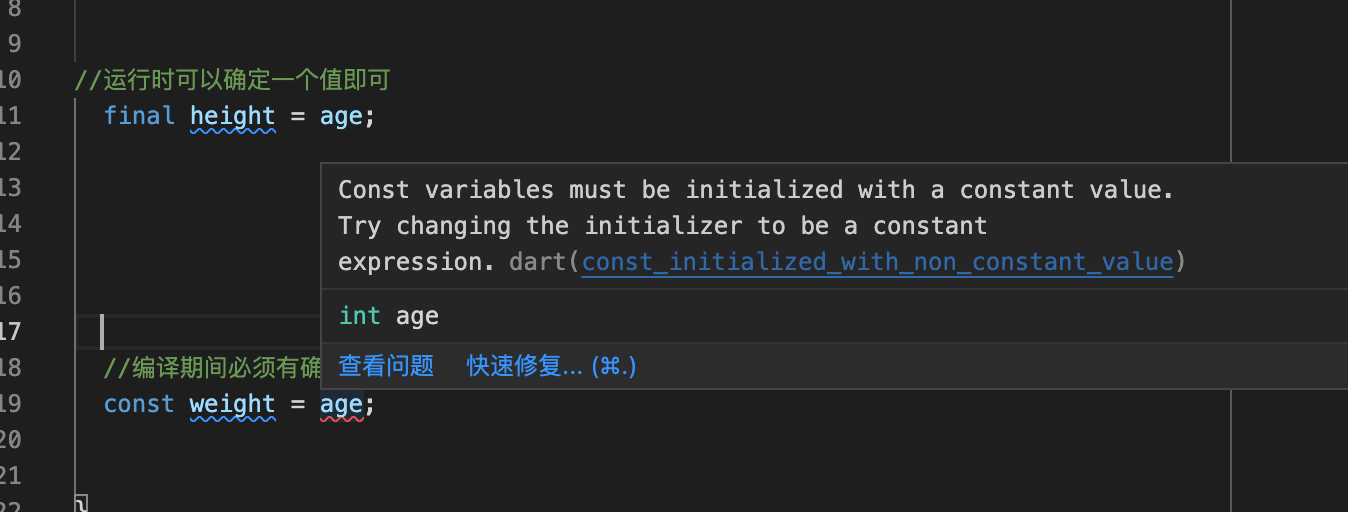 8
9
10 //运行时可以确定一个值即可
11 final height = age;
12
13 Const variables must be initialized with a constant value.
14 Try changing the initializer to be a constant
15 expression. dart(const_initialized_with_non_constant_value)
16 int age
17
18 //编译期间必须有确 查看问题 快速修复... (⌘.)
19 const weight = age;
20
21
22 }